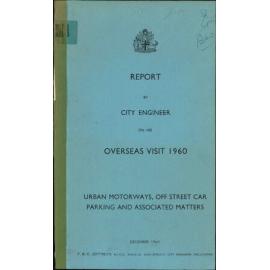 REPORT
BY
CITY ENGINEER
ON HIS
OVERSEAS VISIT 1960
URBAN MOTORWAYS, OFF STREET CAR
PARKING AND ASSOCIATED MATTERS
DECEMBER 1960